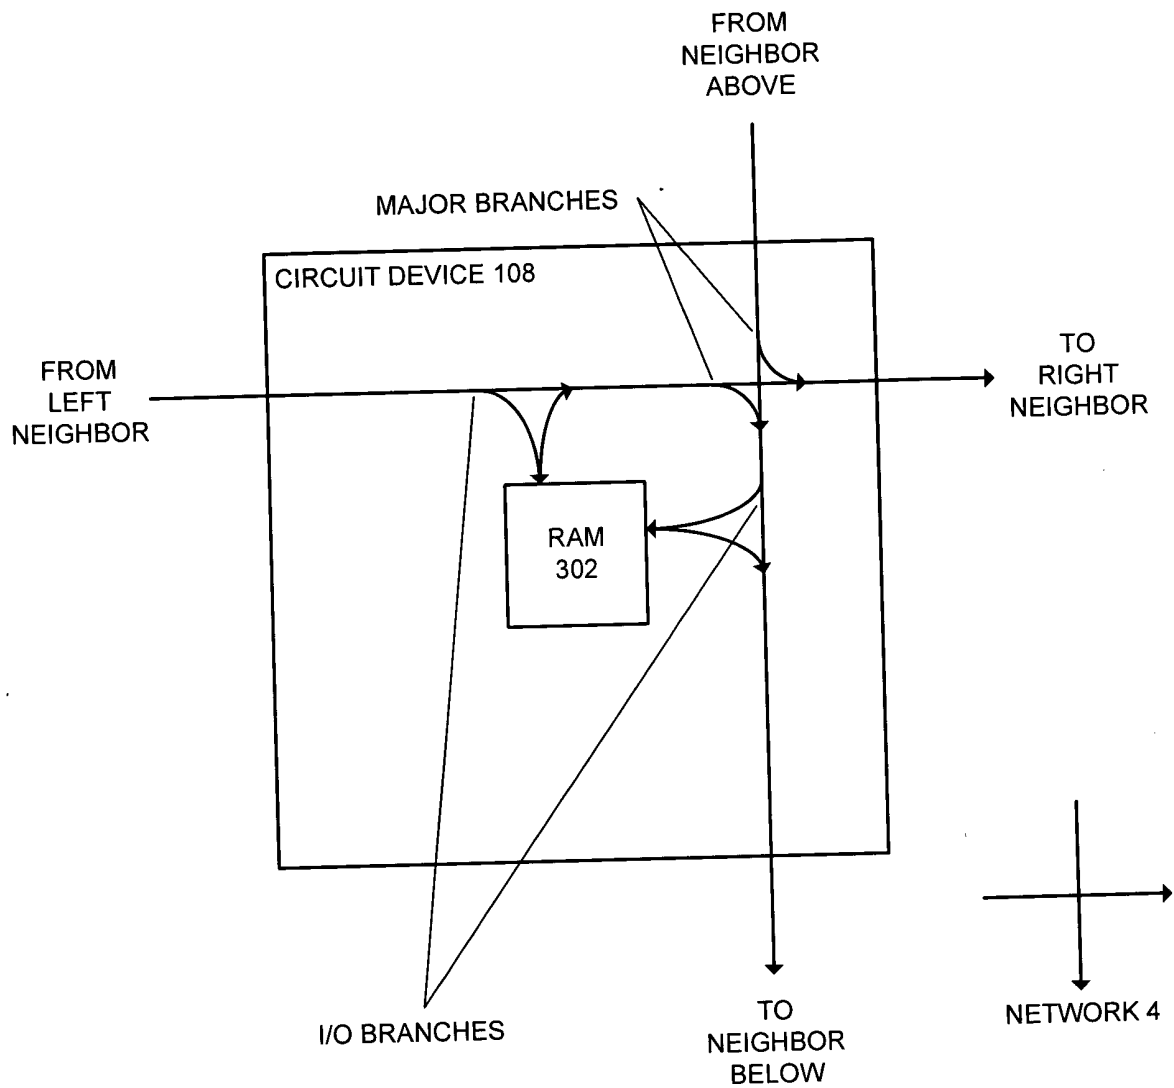 FROM
NEIGHBOR
ABOVE
MAJOR BRANCHES
CIRCUIT DEVICE 108
FROM
LEFT
NEIGHBOR
TO
RIGHT
NEIGHBOR
RAM
302
I/O BRANCHES
TO
NEIGHBOR
BELOW
NETWORK 4